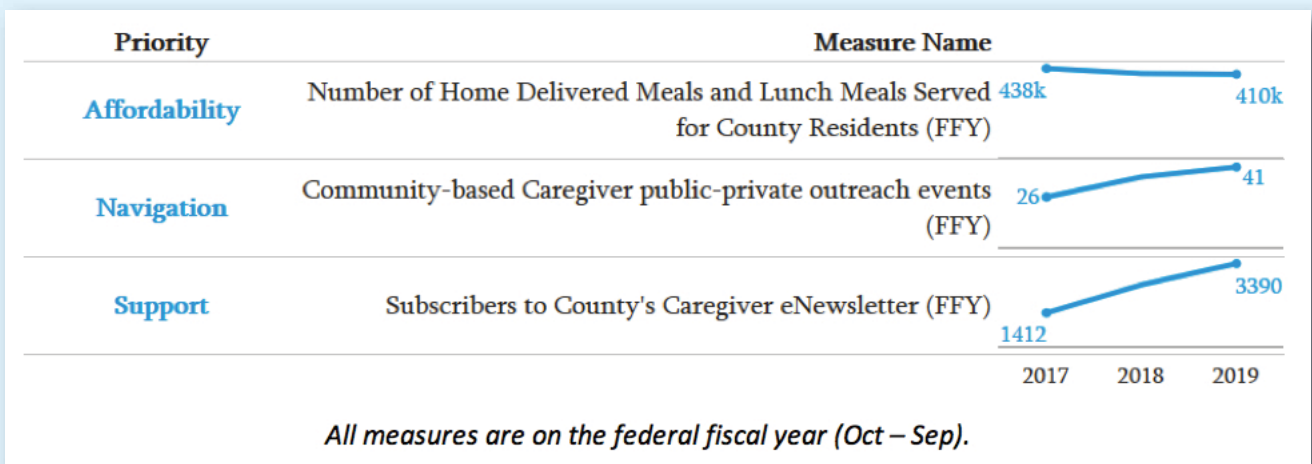 Priority Measure Name
Affordability
Number of Home Delivered Meals and Lunch Meals Served
for County Residents (FFY)
438k
410k
Navigation
Community-based Caregiver public-private outreach events
(FFY)
26
41
Support
Subscribers to County's Caregiver eNewsletter (FFY)
1412
3390
2017 2018 2019
All measures are on the federal fiscal year (Oct – Sep).